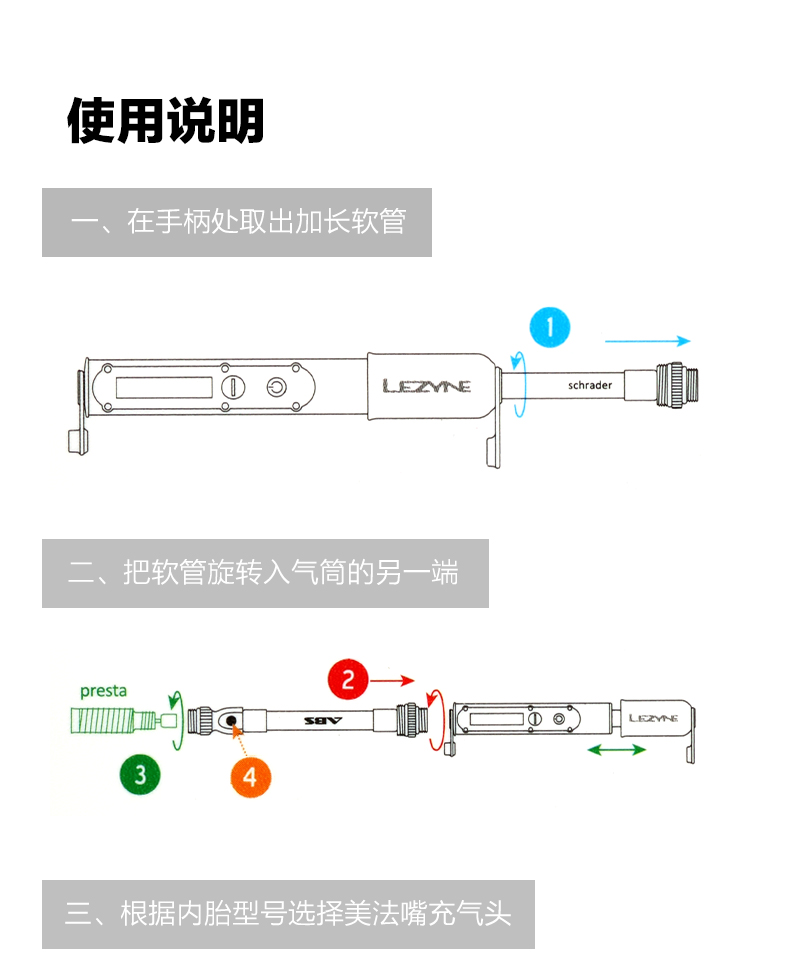 使用说明
一、在手柄处取出加长软管
1
LEZYNE
schrader
二、把软管旋转入气筒的另一端
2
presta
ABS
LEZYNE
3
4
三、根据内胎型号选择美法嘴充气头